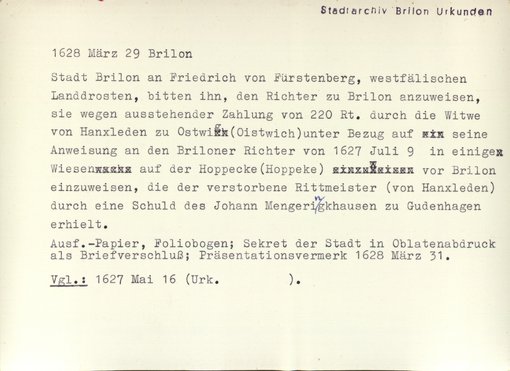 Stadtarchiv Brilon Urkunden
1628 März 29 Brilon
Stadt Brilon an Friedrich von Fürstenberg, westfälischen
Landdrosten, bitten ihn, den Richter zu Brilon anzuweisen,
sie wegen ausstehender Zahlung von 220 Rt. durch die Witwe
von Hanxleden zu Ostwig (Oistwich)unter Bezug auf seine
Anweisung an den Briloner Richter von 1627 Juli 9 in einige
Wiesen auf der Hoppecke(Hoppeke) vor Brilon
einzuweisen, die der verstorbene Rittmeister (von Hanxleden)
durch eine Schuld des Johann Mengeringkhausen zu Gudenhagen
erhielt.
Ausf.-Papier, Foliobogen; Sekret der Stadt in Oblatenabdruck
als Briefverschluß; Präsentationsvermerk 1628 März 31.
Vgl.: 1627 Mai 16 (Urk. ).